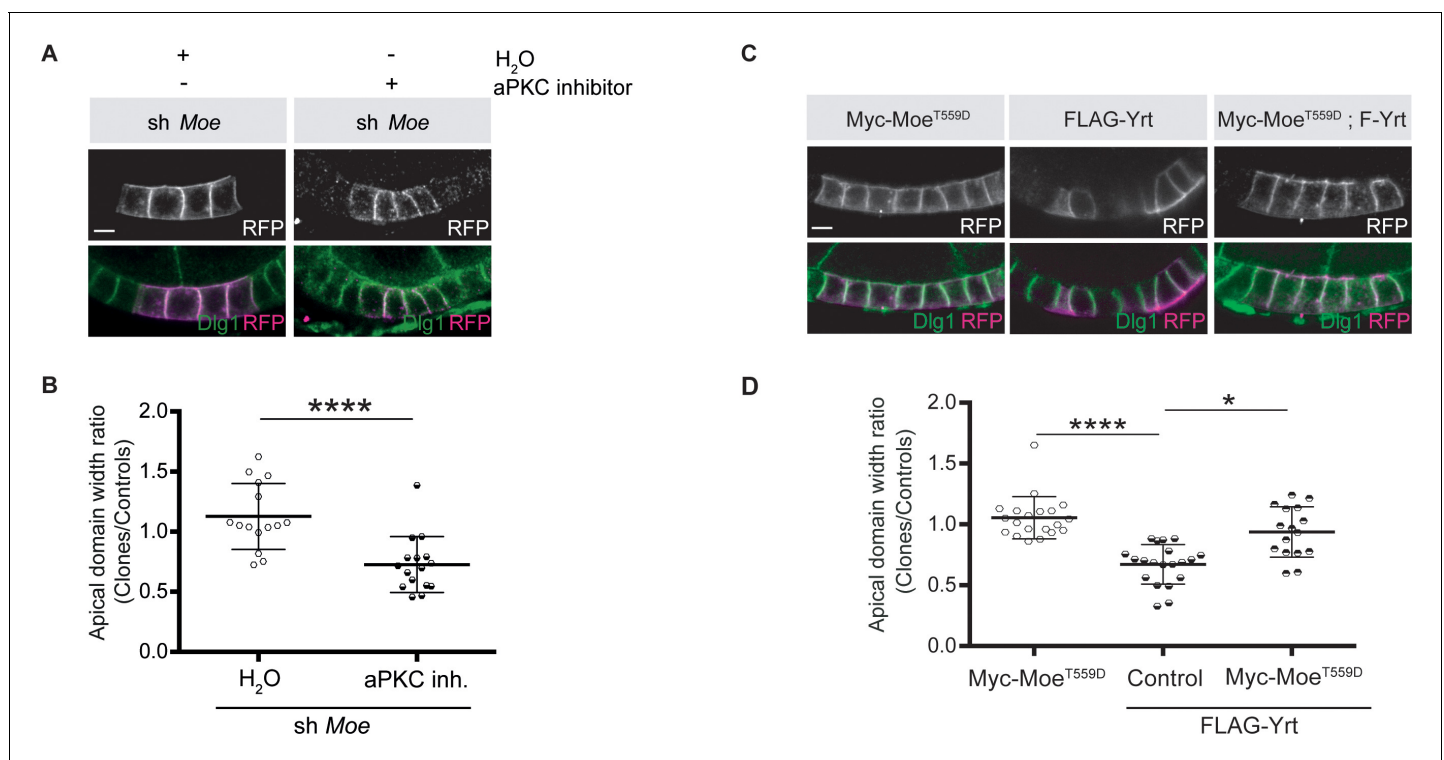 A
+ - H₂O
- + aPKC inhibitor
sh Moe sh Moe
RFP RFP
Dlg1 RFP Dlg1 RFP
B
Apical domain width ratio
(Clones/Controls)
2.0
1.5
1.0
0.5
0.0
****
H₂O aPKC inh.
sh Moe
C
Myc-Moeᵀ⁵⁵⁹ᴰ FLAG-Yrt Myc-Moeᵀ⁵⁵⁹ᴰ ; F-Yrt
RFP RFP RFP
Dlg1 RFP Dlg1 RFP Dlg1 RFP
D
Apical domain width ratio
(Clones/Controls)
2.0
1.5
1.0
0.5
0.0
**** *
Myc-Moeᵀ⁵⁵⁹ᴰ Control Myc-Moeᵀ⁵⁵⁹ᴰ
FLAG-Yrt